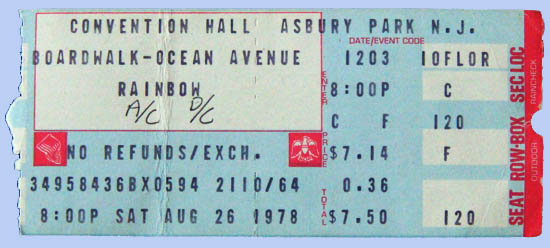 CONVENTION HALL ASBURY PARK N.J.
DATE/EVENT CODE
BOARDWALK-OCEAN AVENUE 1203 10FLOR
RAINBOW ENTER 8:00P C
A/C D/C
C F 120
NO REFUNDS/EXCH. PRICE $7.14 F
34958436BX0594 2110/64 0.36
8:00P SAT AUG 26 1978 TOTAL $7.50 120
SEAT ROW-BOX SEC/LOC
OUTDOOR RAINCHECK